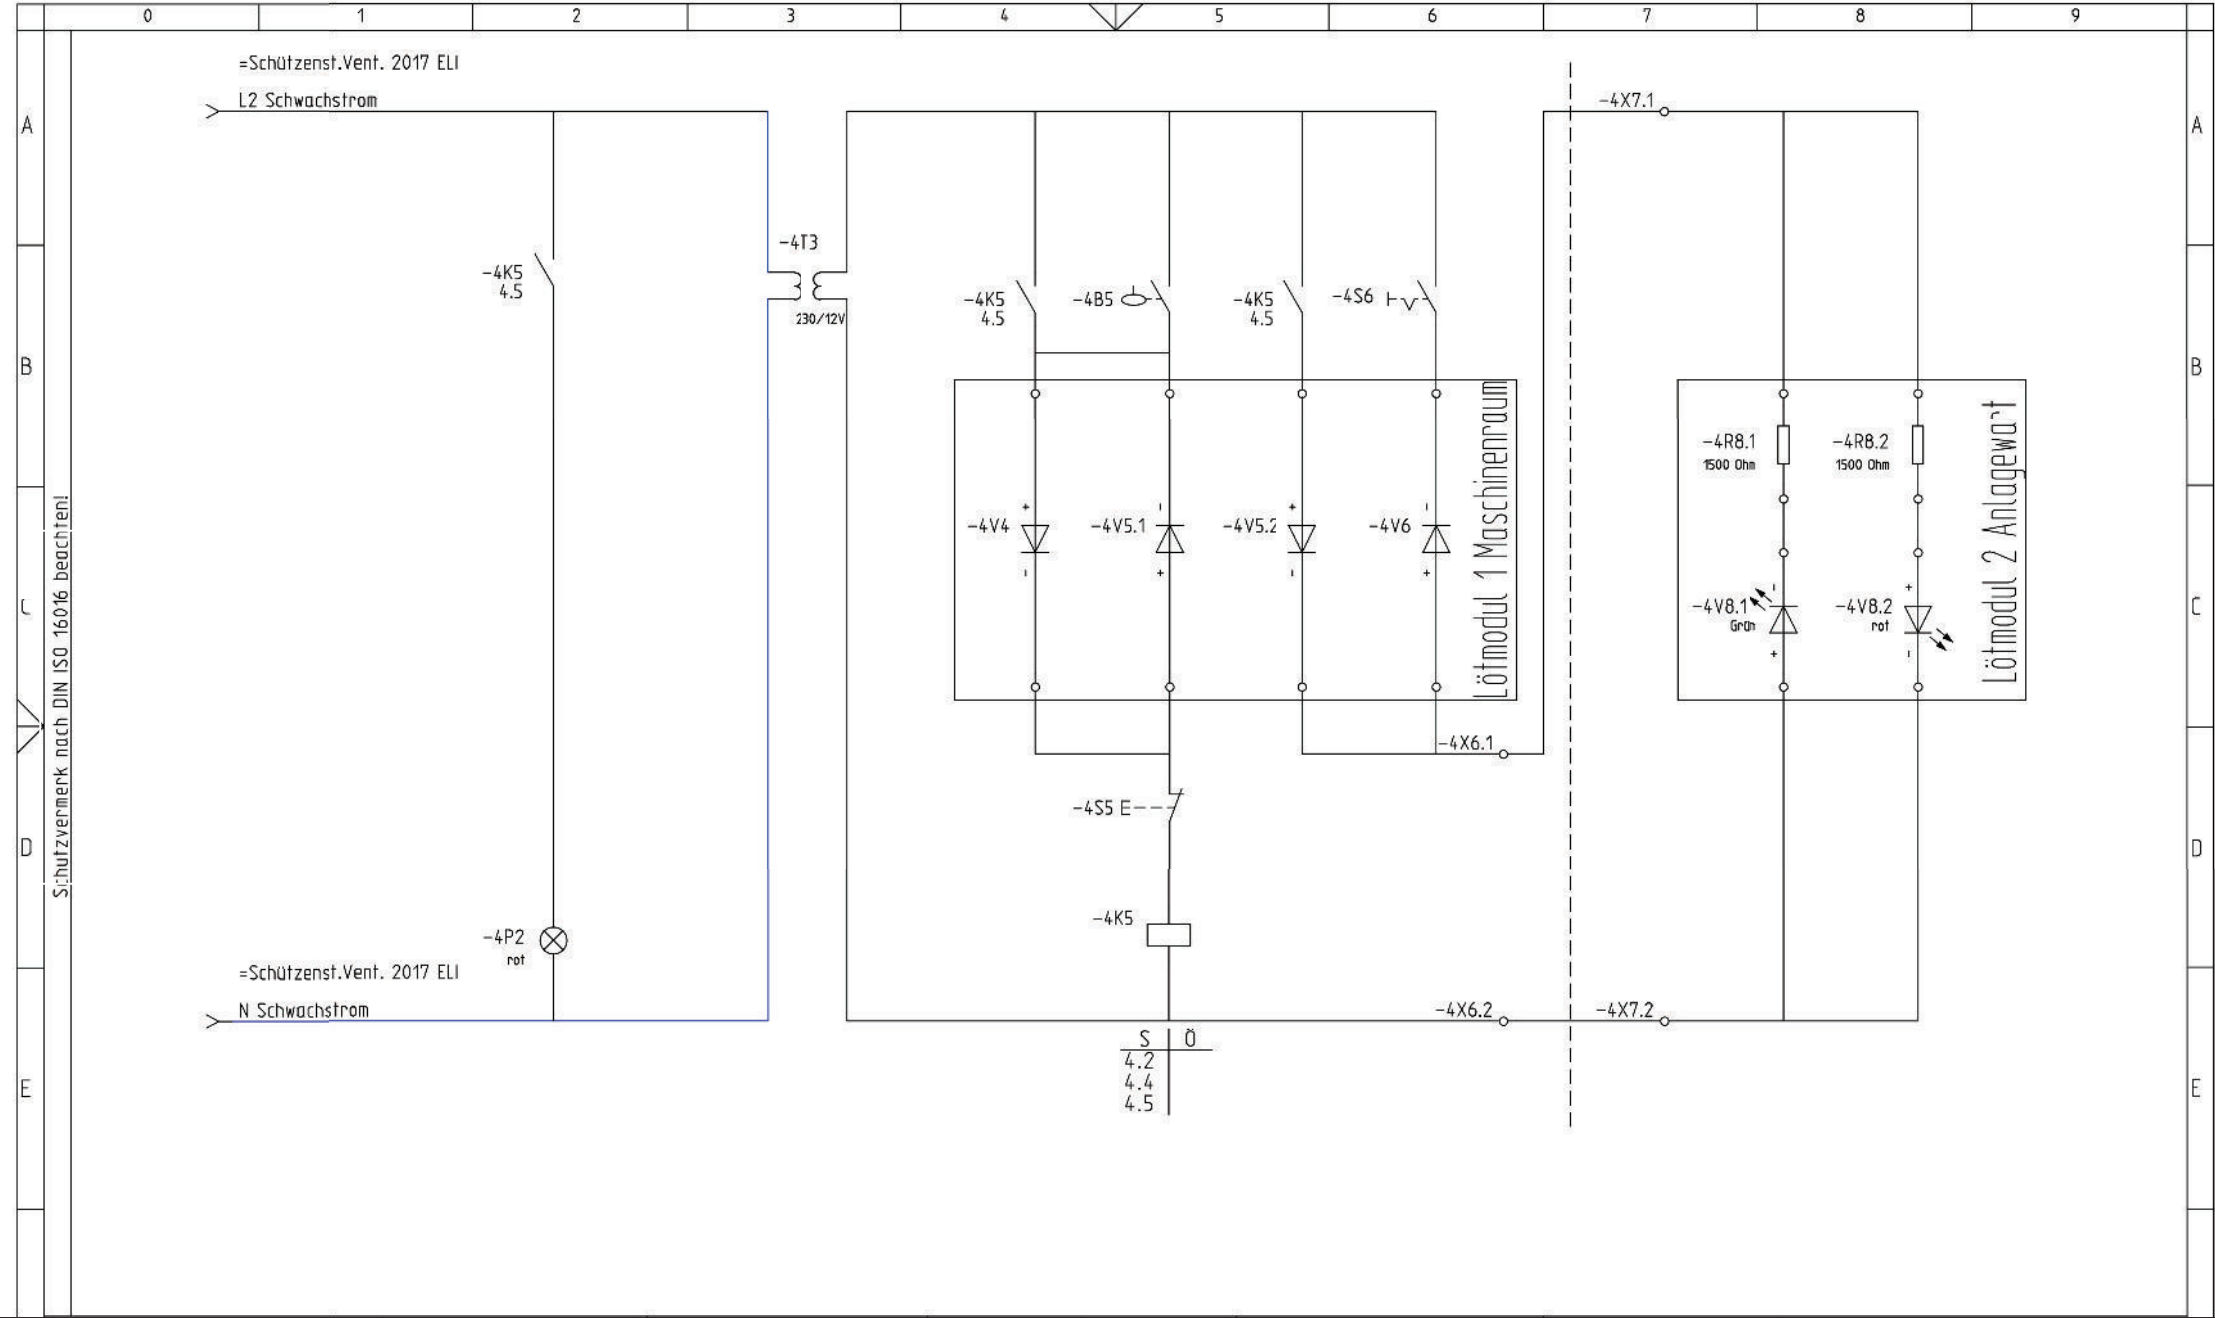 0 1 2 3 4 5 6 7 8 9
A
B
C
D
E
A
B
C
D
E
Schutzvermerk nach DIN ISO 16016 beachten!
=Schützenst.Vent. 2017 ELI
L2 Schwachstrom
-4K5
4.5
-4P2
rot
=Schützenst.Vent. 2017 ELI
N Schwachstrom
-4T3
230/12V
-4K5
4.5
-4B5
-4K5
4.5
-4S6
+
-4V4
-
-
-4V5.1
+
+
-4V5.2
-
-
-4V6
+
Lötmodul 1 Maschinenraum
-4X6.1
-4S5
-4K5
-4X6.2
S Ö
4.2
4.4
4.5
-4X7.1
-4X7.2
-4R8.1
1500 Ohm
-4R8.2
1500 Ohm
-
-4V8.1
Grün
+
+
-4V8.2
rot
-
Lötmodul 2 Anlagewart